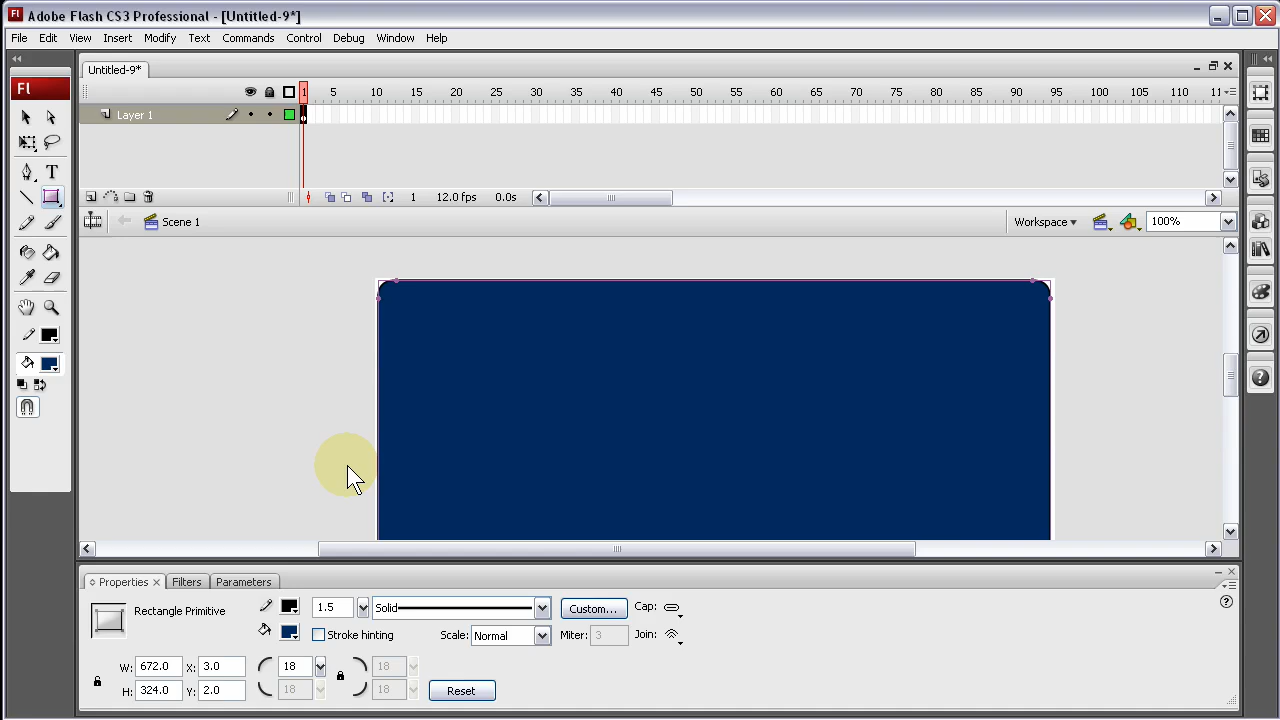 Fl Adobe Flash CS3 Professional - [Untitled-9*]
File Edit View Insert Modify Text Commands Control Debug Window Help
Fl
Untitled-9*
1 5 10 15 20 25 30 35 40 45 50 55 60 65 70 75 80 85 90 95 100 105 110 11
Layer 1
1 12.0 fps 0.0s
Scene 1
Workspace
100%
Properties Filters Parameters
Rectangle Primitive
1.5 Solid Custom... Cap:
Stroke hinting Scale: Normal Miter: 3 Join:
W: 672.0 X: 3.0 18 18
H: 324.0 Y: 2.0 18 18 Reset